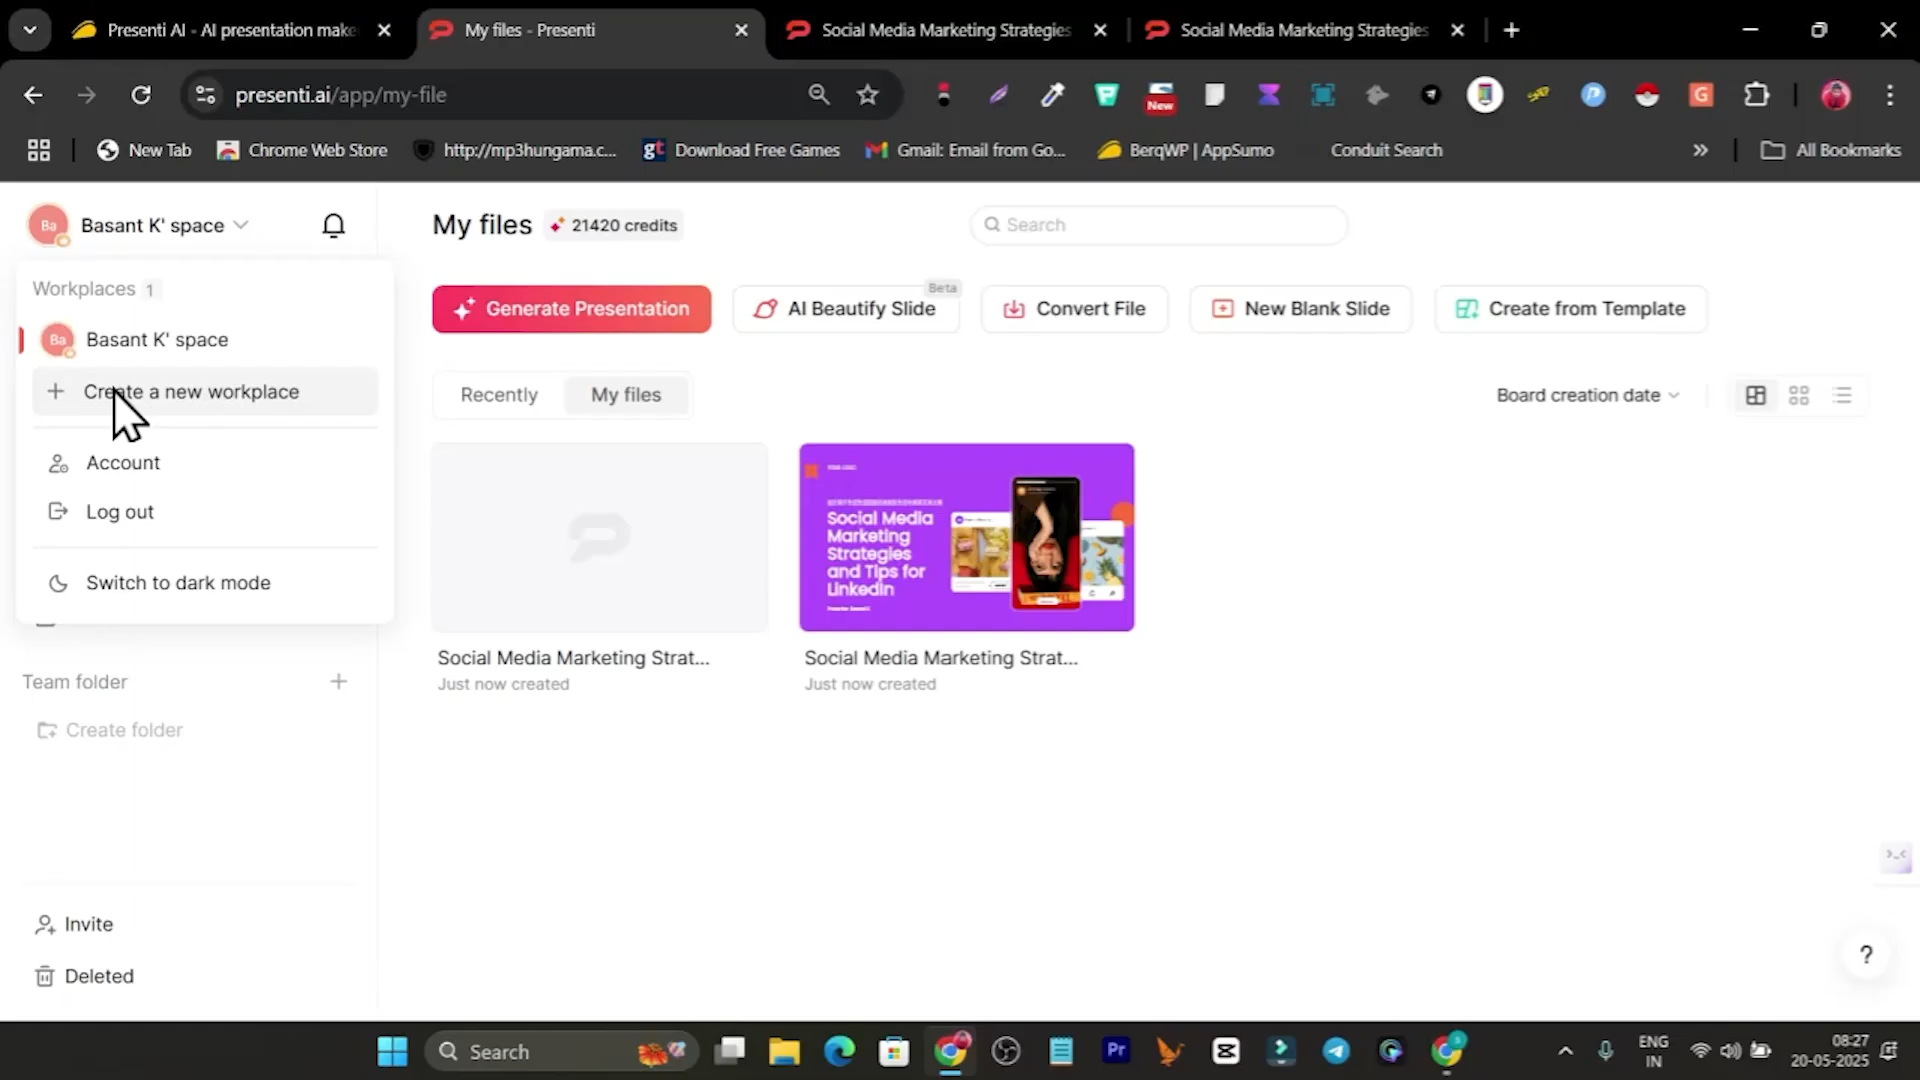 Presenti AI - AI presentation make
My files - Presenti
Social Media Marketing Strategies
Social Media Marketing Strategies
presenti.ai/app/my-file
New
G
New Tab
Chrome Web Store
http://mp3hungama.c...
gt
Download Free Games
Gmail: Email from Go...
BerqWP | AppSumo
Conduit Search
All Bookmarks
Ba
Basant K' space
My files
21420 credits
Search
Workplaces 1
Ba
Basant K' space
Create a new workplace
Account
Log out
Switch to dark mode
Generate Presentation
AI Beautify Slide
Beta
Convert File
New Blank Slide
Create from Template
Recently
My files
Board creation date
Social Media
Marketing
Strategies
and Tips for
LinkedIn
Social Media Marketing Strat...
Just now created
Social Media Marketing Strat...
Just now created
Team folder
Create folder
Invite
Deleted
?
Search
Pr
ENG
IN
08:27
20-05-2025